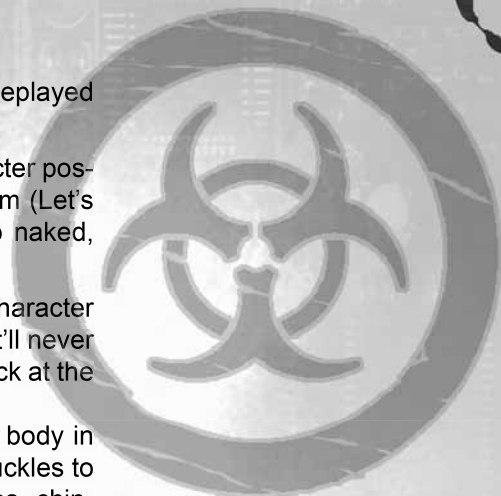 eplayed
cter pos-
m (Let's
naked,
haracter
t'll never
ck at the
body in
uckles to